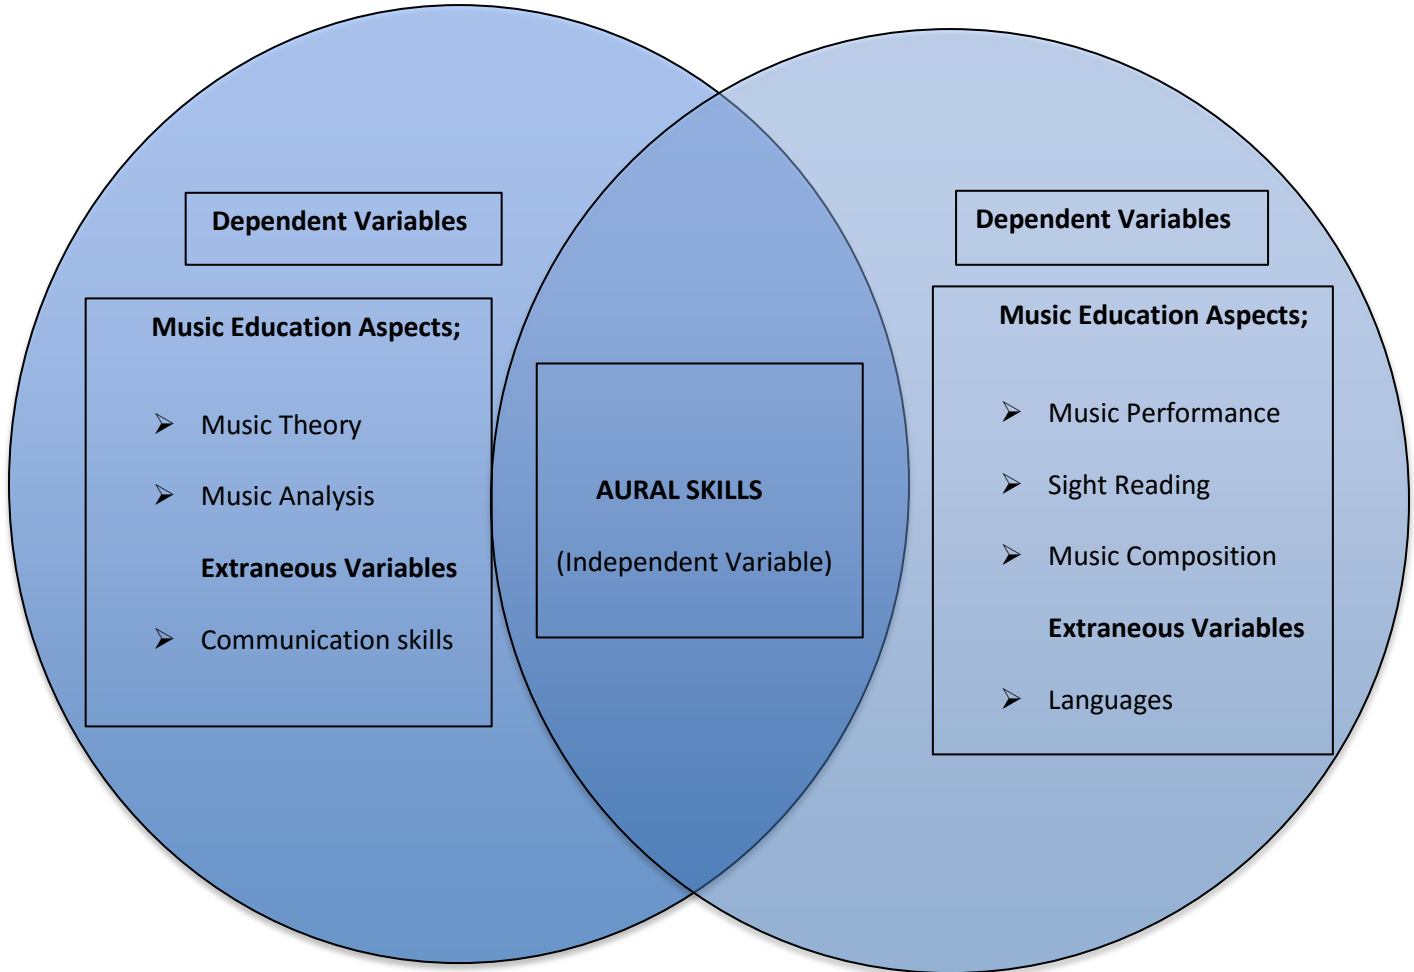 Dependent Variables
Music Education Aspects;
➢ Music Theory
➢ Music Analysis
Extraneous Variables
➢ Communication skills
AURAL SKILLS
(Independent Variable)
Dependent Variables
Music Education Aspects;
➢ Music Performance
➢ Sight Reading
➢ Music Composition
Extraneous Variables
➢ Languages